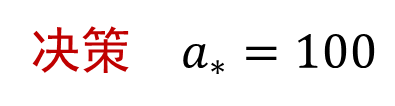 决策 a_* = 100